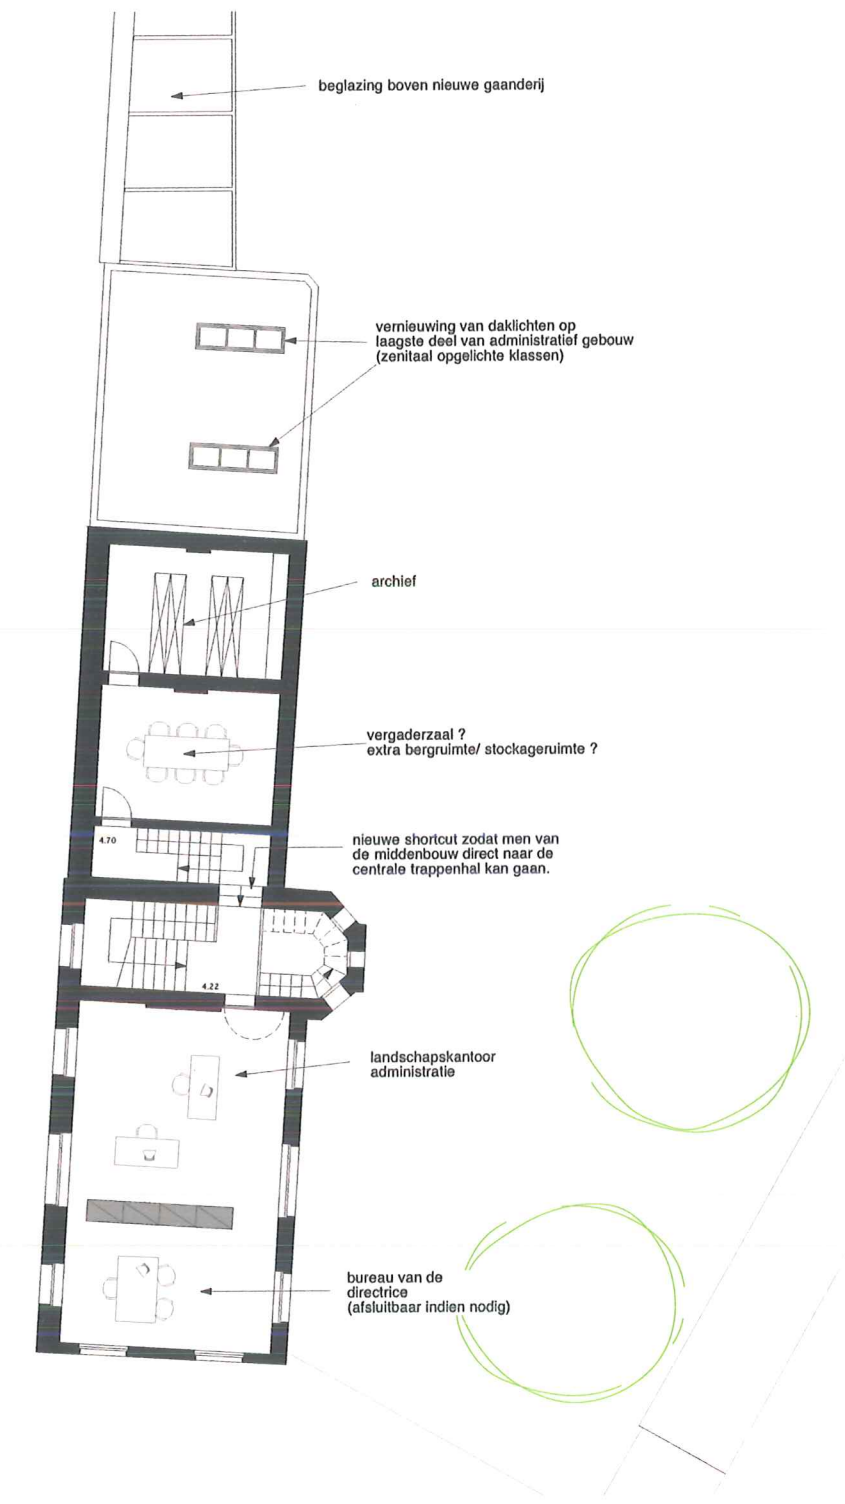 beglazing boven nieuwe gaanderij
vernieuwing van daklichten op
laagste deel van administratief gebouw
(zenitaal opgelichte klassen)
archief
vergaderzaal ?
extra bergruimte/ stockageruimte ?
4.70
nieuwe shortcut zodat men van
de middenbouw direct naar de
centrale trappenhal kan gaan.
4.22
landschapskantoor
administratie
bureau van de
directrice
(afsluitbaar indien nodig)